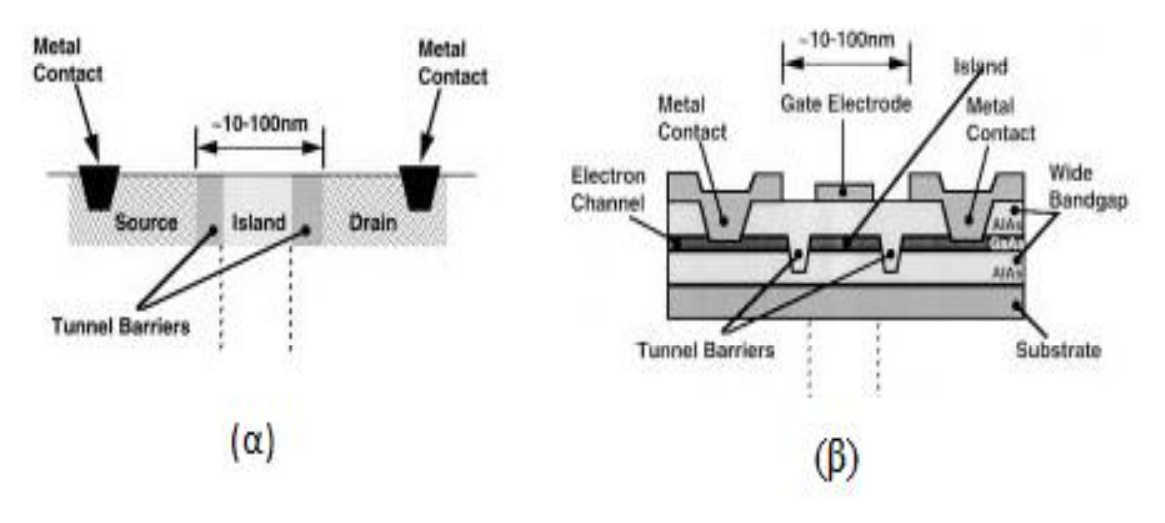 Metal
Contact
Metal
Contact
~10-100nm
Source
Island
Drain
Tunnel Barriers
(α)
~10-100nm
Island
Gate Electrode
Metal
Contact
Metal
Contact
Electron
Channel
Wide
Bandgap
AlAs
GaAs
AlAs
Tunnel Barriers
Substrate
(β)